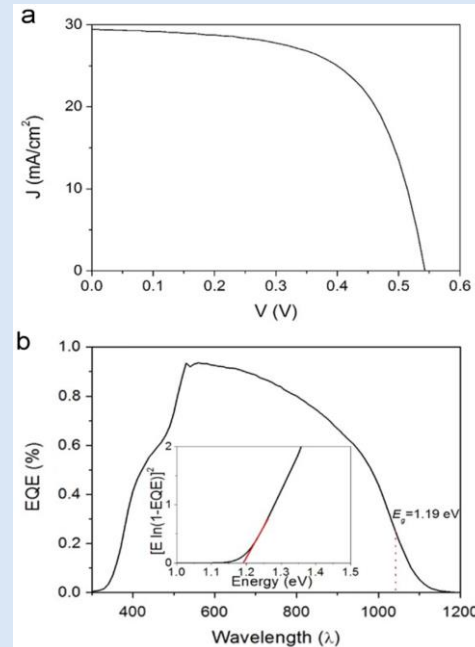 a
30
20
10
0
J (mA/cm²)
0.0 0.1 0.2 0.3 0.4 0.5 0.6
V (V)
b
1.0
0.8
0.6
0.4
0.2
0.0
EQE (%)
2
1
0
[E ln(1-EQE)]²
1.0 1.1 1.2 1.3 1.4 1.5
Energy (eV)
E_g=1.19 eV
400 600 800 1000 1200
Wavelength (λ)